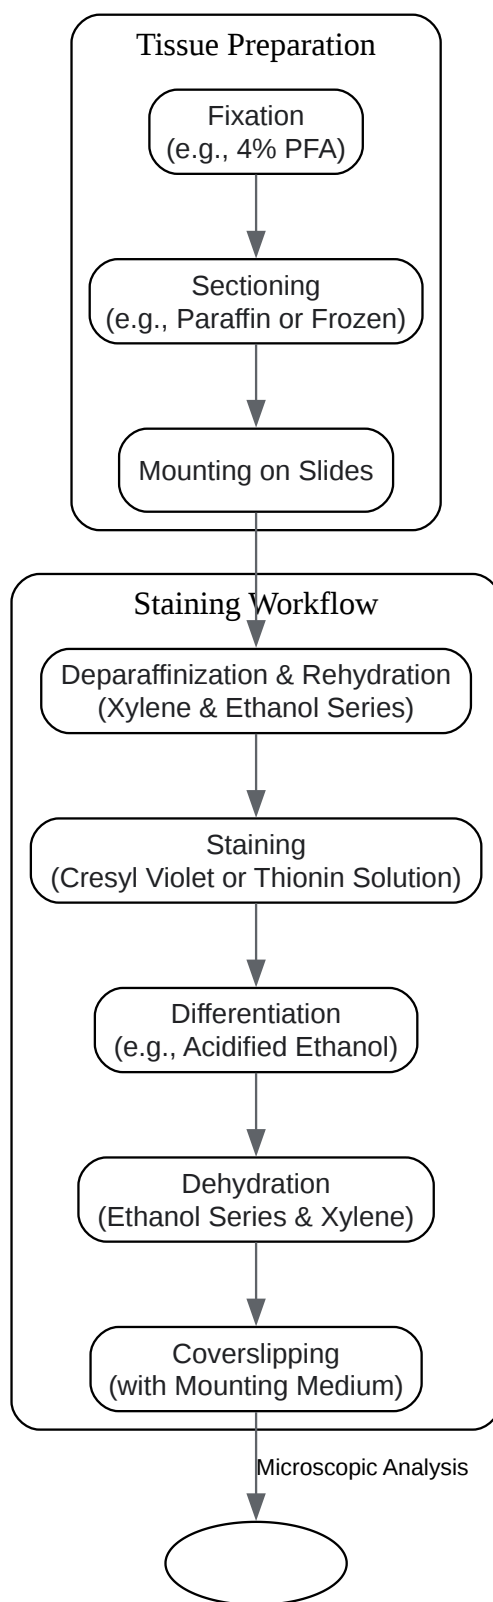 Tissue Preparation
Fixation
(e.g., 4% PFA)
Sectioning
(e.g., Paraffin or Frozen)
Mounting on Slides
Staining Workflow
Deparaffinization & Rehydration
(Xylene & Ethanol Series)
Staining
(Cresyl Violet or Thionin Solution)
Differentiation
(e.g., Acidified Ethanol)
Dehydration
(Ethanol Series & Xylene)
Coverslipping
(with Mounting Medium)
Microscopic Analysis